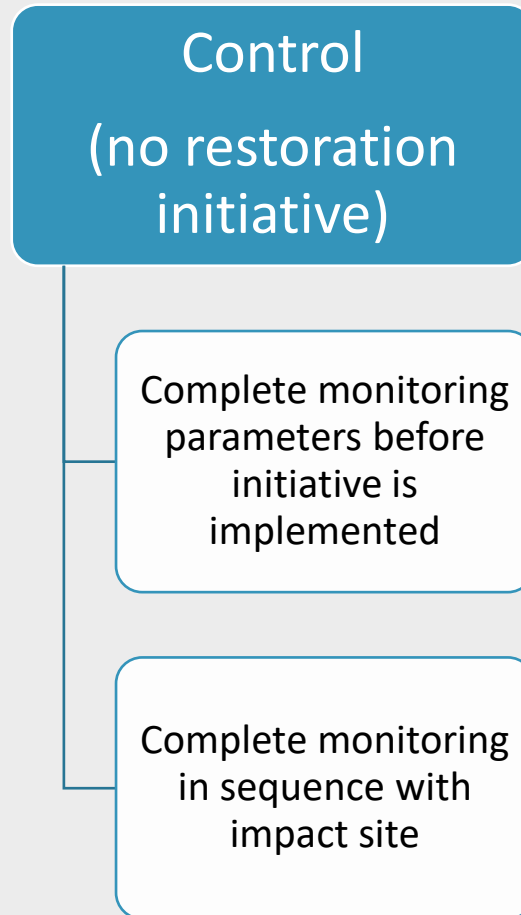 Control
(no restoration
initiative)
Complete monitoring
parameters before
initiative is
implemented
Complete monitoring
in sequence with
impact site